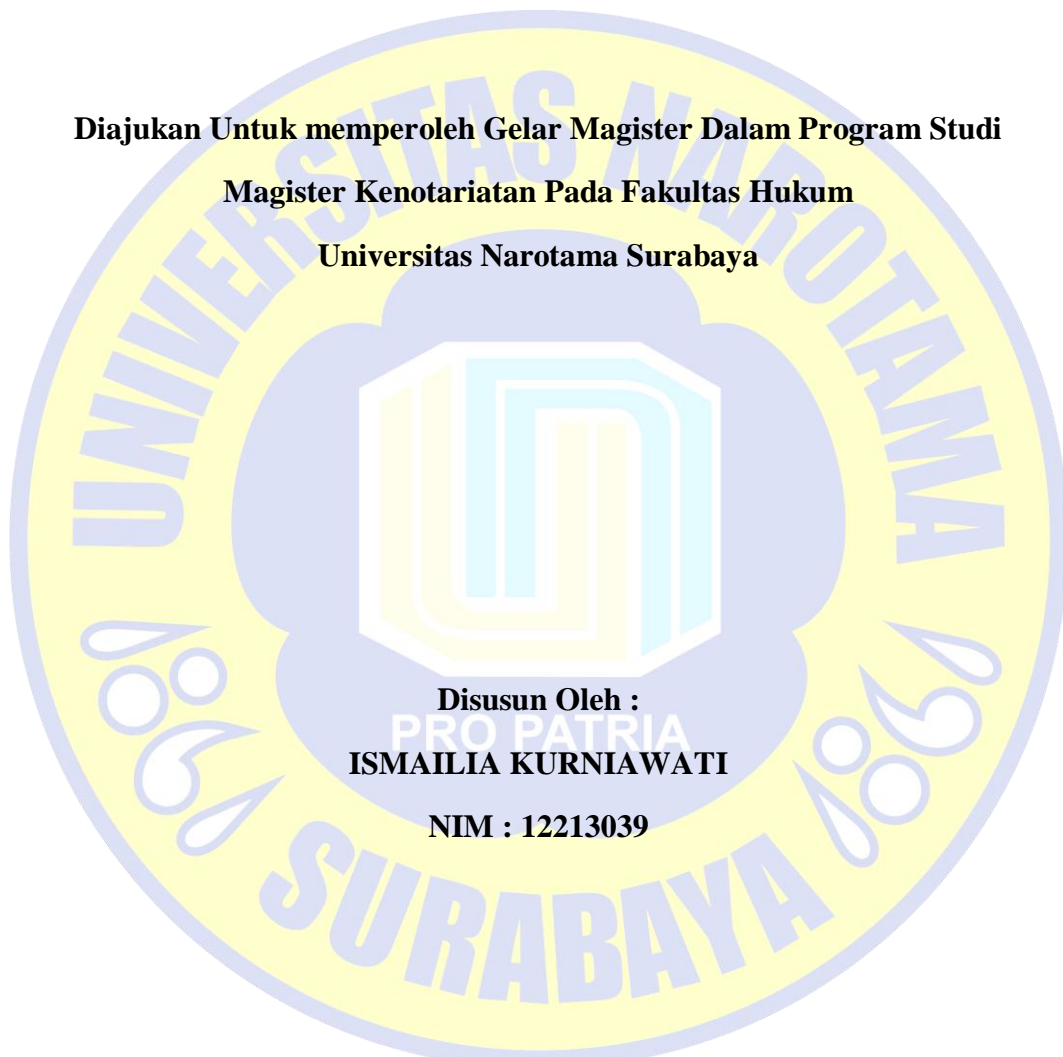 Diajukan Untuk memperoleh Gelar Magister Dalam Program Studi
Magister Kenotariatan Pada Fakultas Hukum
Universitas Narotama Surabaya
UNIVERSITAS NAROTAMA
PRO PATRIA
Disusun Oleh :
ISMAILIA KURNIAWATI
NIM : 12213039
SURABAYA